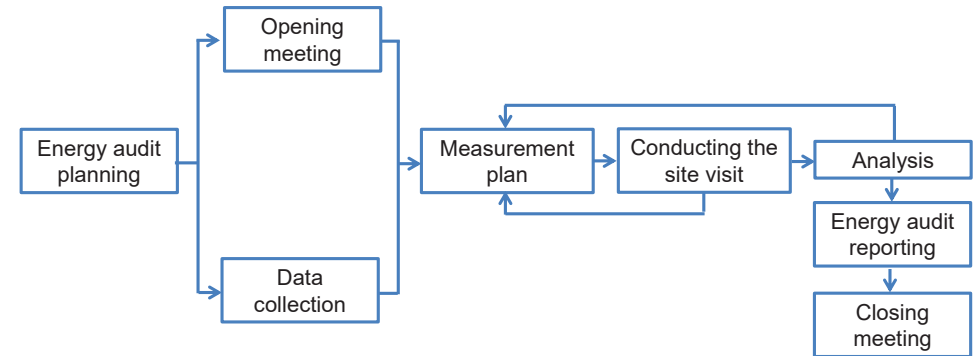 Opening
meeting
Energy audit
planning
Data
collection
Measurement
plan
Conducting the
site visit
Analysis
Energy audit
reporting
Closing
meeting